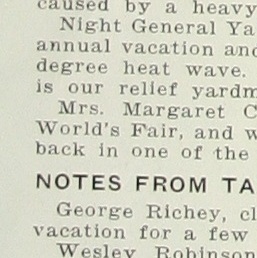 caused by a heavy
Night General Ya
annual vacation and
degree heat wave.
is our relief yardm
Mrs. Margaret C
World's Fair, and w
back in one of the
NOTES FROM TA
George Richey, cl
vacation for a few
Wesley Robinson